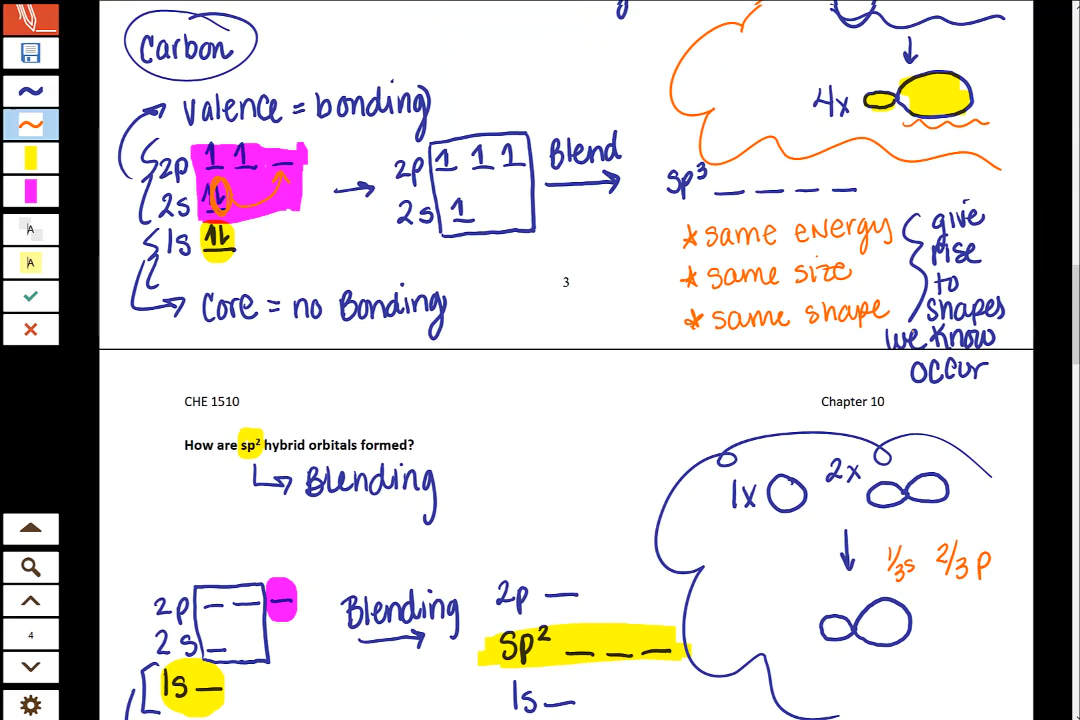 Carbon
valence = bonding
2p 1 1 _
2s 1⇂
1s 1⇂
Core = no Bonding
2p 1 1 1
2s 1
Blend
4x
sp³ _ _ _ _
* same energy
* same size
* same shape
give
rise
to
shapes
we know
occur
3
CHE 1510
Chapter 10
How are sp² hybrid orbitals formed?
Blending
1x
2x
1/3s 2/3 p
2p _ _ _
2s _
1s _
Blending
2p _
Sp² _ _ _
1s _
A
A
4